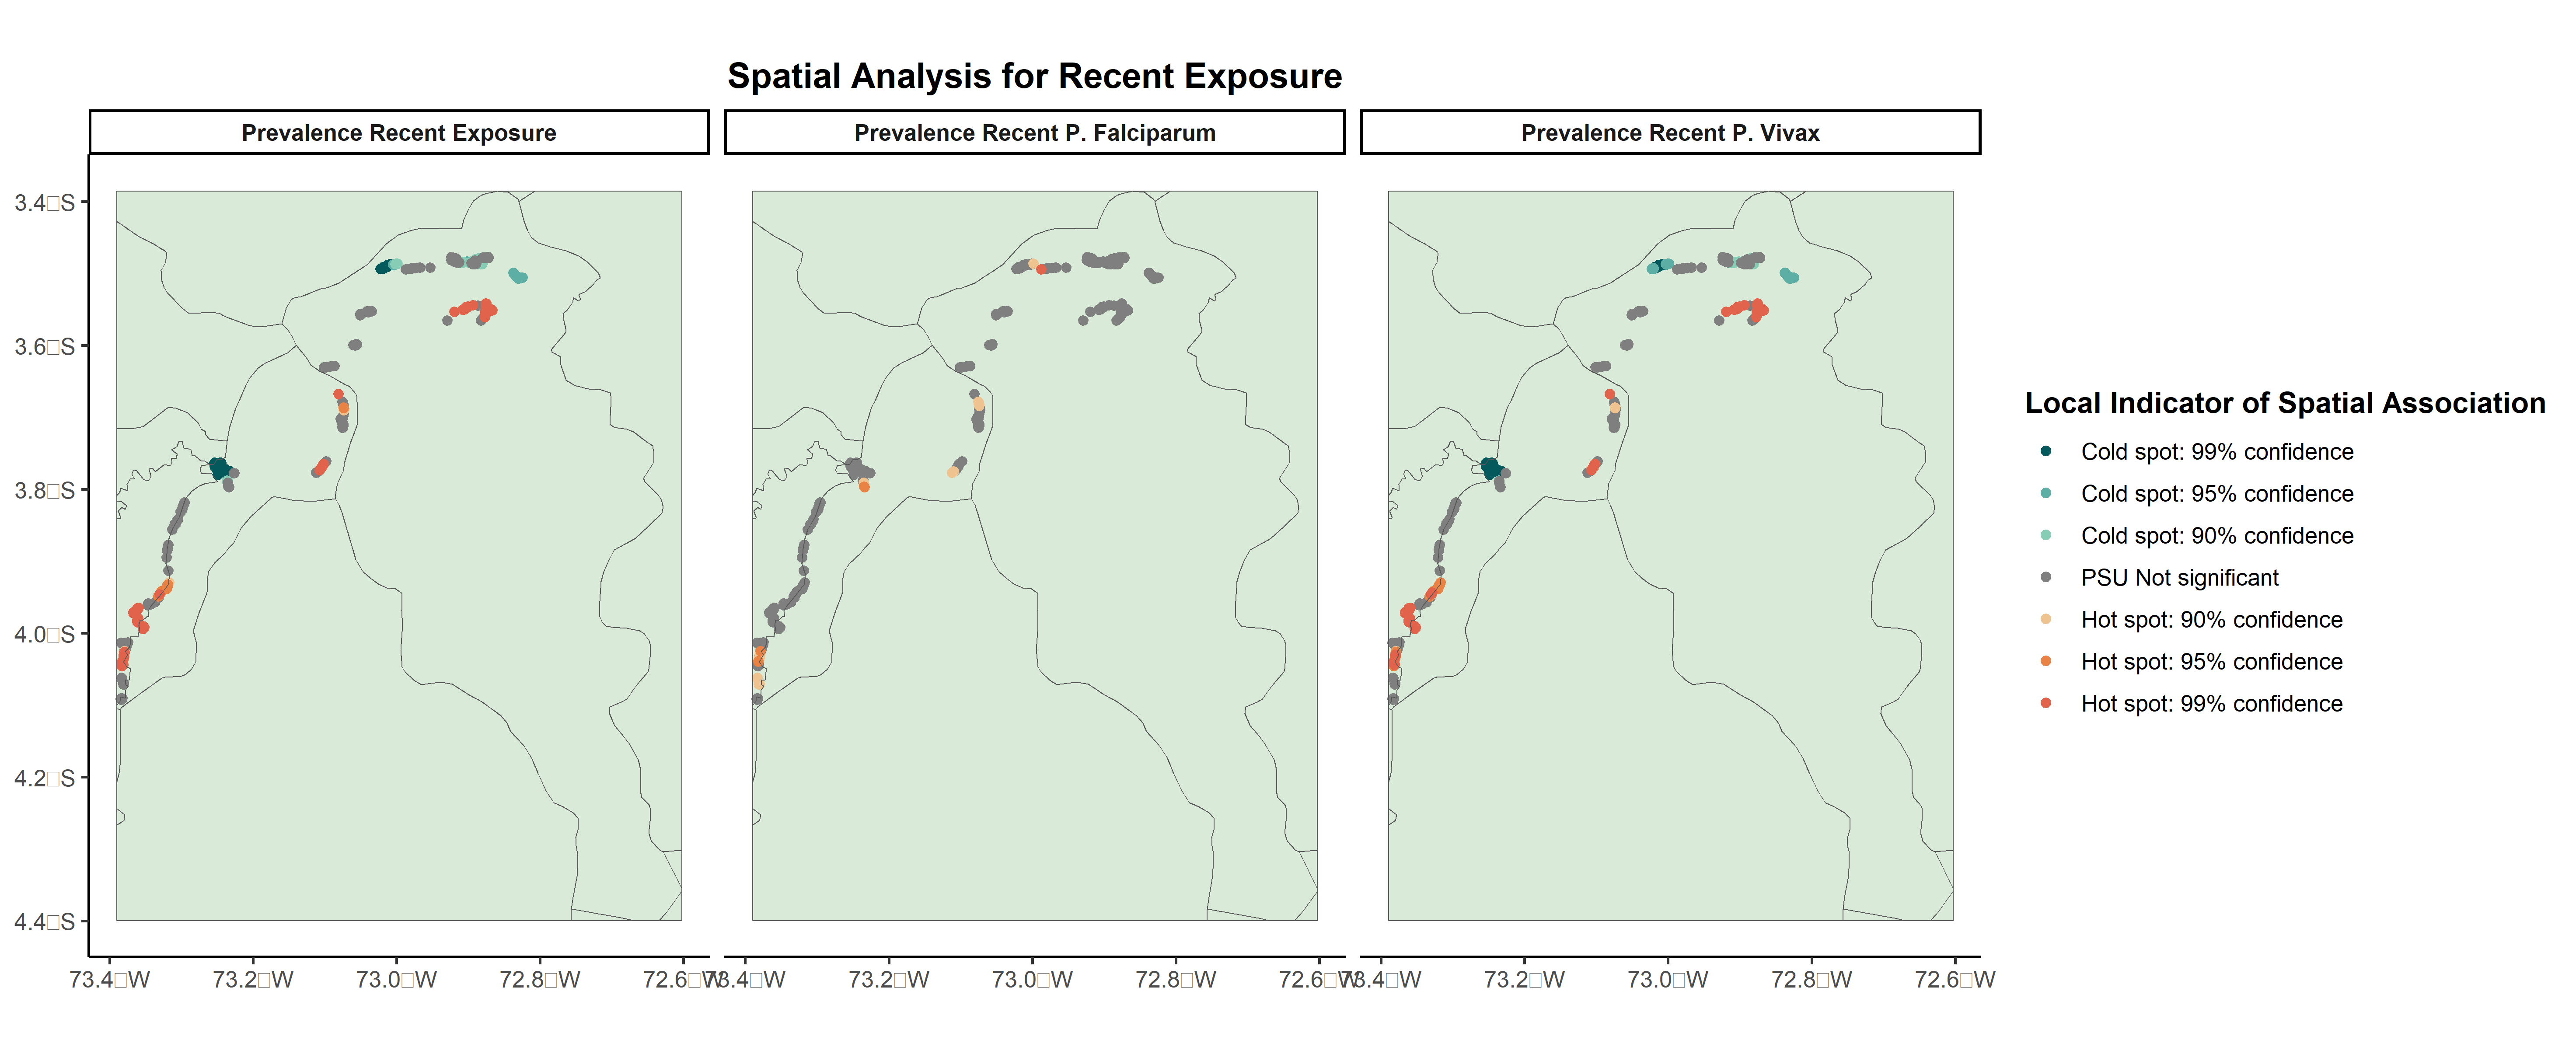 Spatial Analysis for Recent Exposure
Prevalence Recent Exposure
Prevalence Recent P. Falciparum
Prevalence Recent P. Vivax
3.4□S
3.6□S
3.8□S
4.0□S
4.2□S
4.4□S
73.4□W 73.2□W 73.0□W 72.8□W 72.6□W
73.4□W 73.2□W 73.0□W 72.8□W 72.6□W
73.4□W 73.2□W 73.0□W 72.8□W 72.6□W
Local Indicator of Spatial Association
Cold spot: 99% confidence
Cold spot: 95% confidence
Cold spot: 90% confidence
PSU Not significant
Hot spot: 90% confidence
Hot spot: 95% confidence
Hot spot: 99% confidence